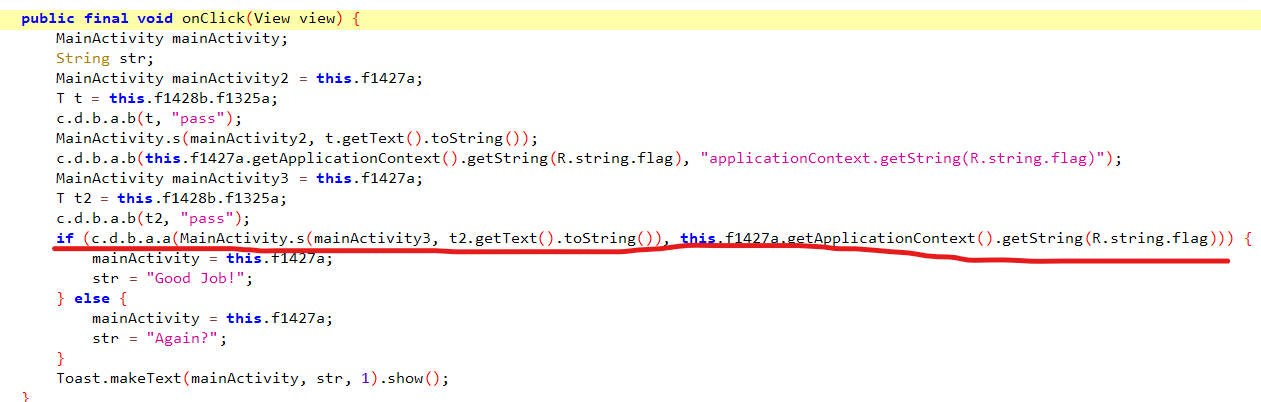 public final void onClick(View view) {
MainActivity mainActivity;
String str;
MainActivity mainActivity2 = this.f1427a;
T t = this.f1428b.f1325a;
c.d.b.a.b(t, "pass");
MainActivity.s(mainActivity2, t.getText().toString());
c.d.b.a.b(this.f1427a.getApplicationContext().getString(R.string.flag), "applicationContext.getString(R.string.flag)");
MainActivity mainActivity3 = this.f1427a;
T t2 = this.f1428b.f1325a;
c.d.b.a.b(t2, "pass");
if (c.d.b.a.a(MainActivity.s(mainActivity3, t2.getText().toString()), this.f1427a.getApplicationContext().getString(R.string.flag))) {
mainActivity = this.f1427a;
str = "Good Job!";
} else {
mainActivity = this.f1427a;
str = "Again?";
}
Toast.makeText(mainActivity, str, 1).show();
}